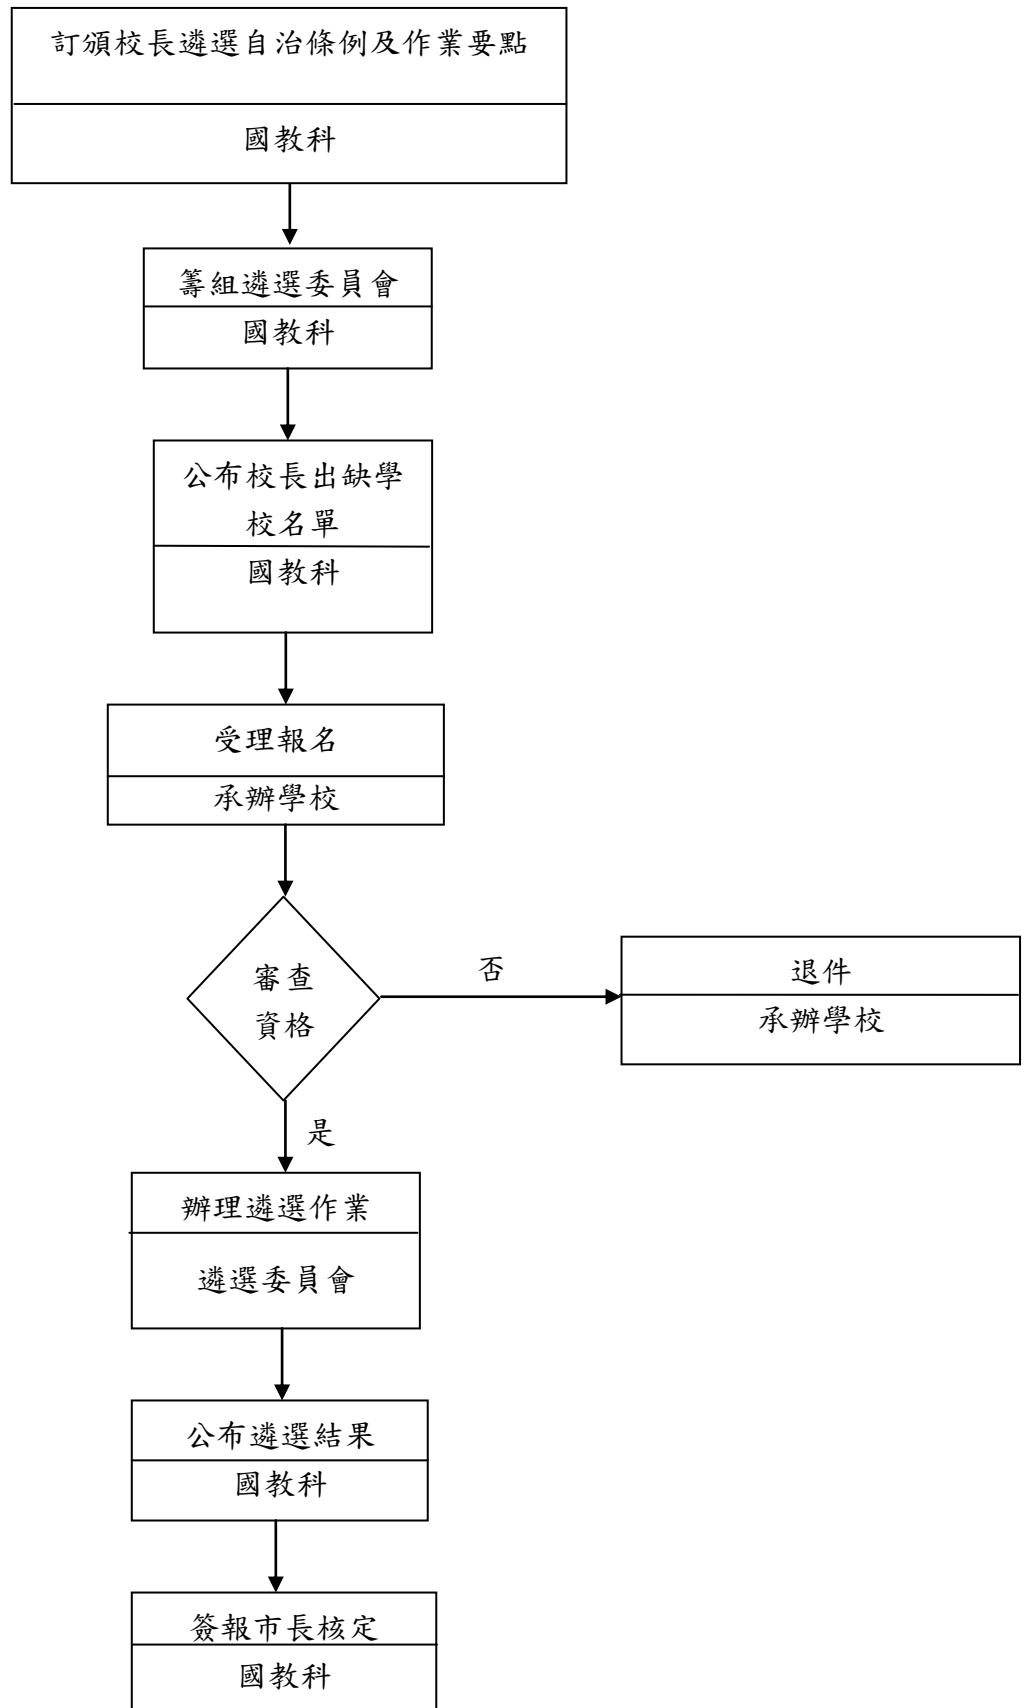 訂頒校長遴選自治條例及作業要點
國教科
籌組遴選委員會
國教科
公布校長出缺學
校名單
國教科
受理報名
承辦學校
審查
資格
否
退件
承辦學校
是
辦理遴選作業
遴選委員會
公布遴選結果
國教科
簽報市長核定
國教科